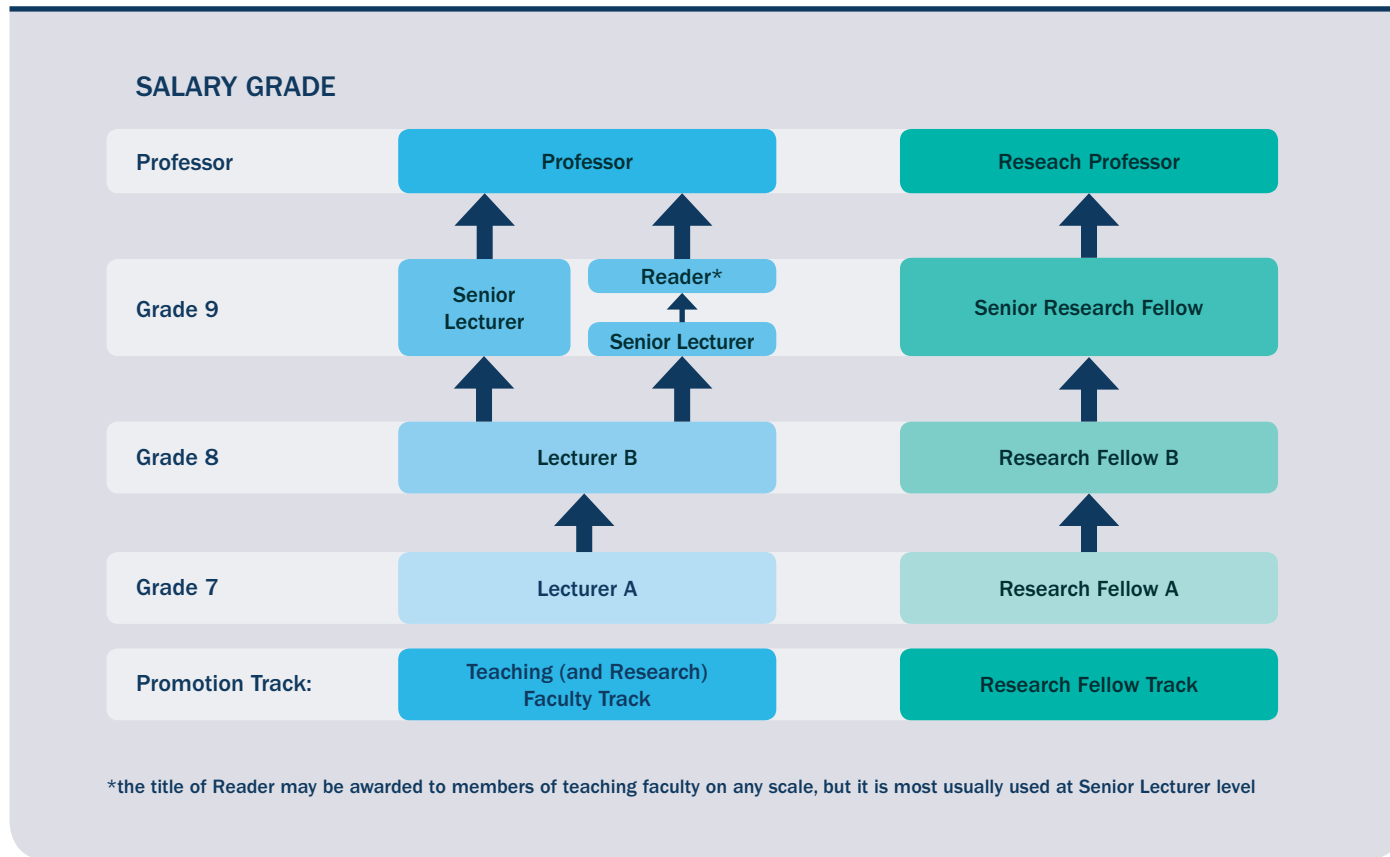 SALARY GRADE
Professor
Professor
Reseach Professor
Grade 9
Senior
Lecturer
Reader*
Senior Lecturer
Senior Research Fellow
Grade 8
Lecturer B
Research Fellow B
Grade 7
Lecturer A
Research Fellow A
Promotion Track:
Teaching (and Research)
Faculty Track
Research Fellow Track
*the title of Reader may be awarded to members of teaching faculty on any scale, but it is most usually used at Senior Lecturer level